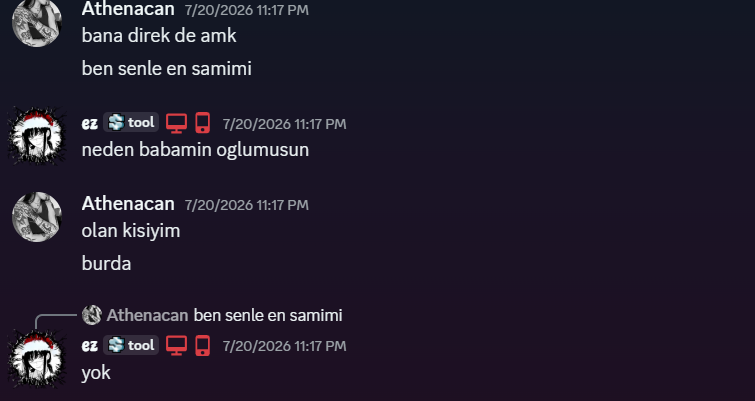 Athenacan 7/20/2026 11:17 PM
bana direk de amk
ben senle en samimi
ez tool 7/20/2026 11:17 PM
neden babamin oglumusun
Athenacan 7/20/2026 11:17 PM
olan kisiyim
burda
Athenacan ben senle en samimi
ez tool 7/20/2026 11:17 PM
yok